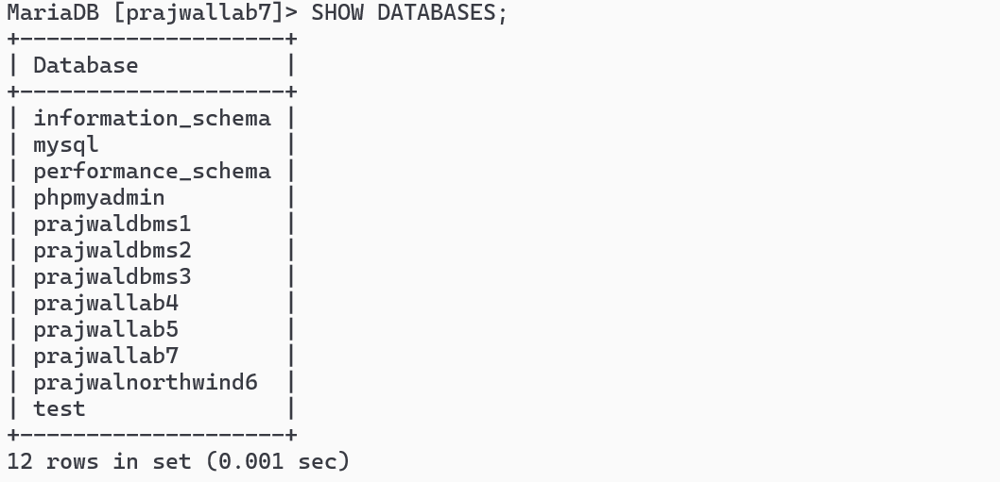 MariaDB [prajwallab7]> SHOW DATABASES;
+--------------------+
| Database           |
+--------------------+
| information_schema |
| mysql              |
| performance_schema |
| phpmyadmin         |
| prajwaldbms1       |
| prajwaldbms2       |
| prajwaldbms3       |
| prajwallab4        |
| prajwallab5        |
| prajwallab7        |
| prajwalnorthwind6  |
| test               |
+--------------------+
12 rows in set (0.001 sec)